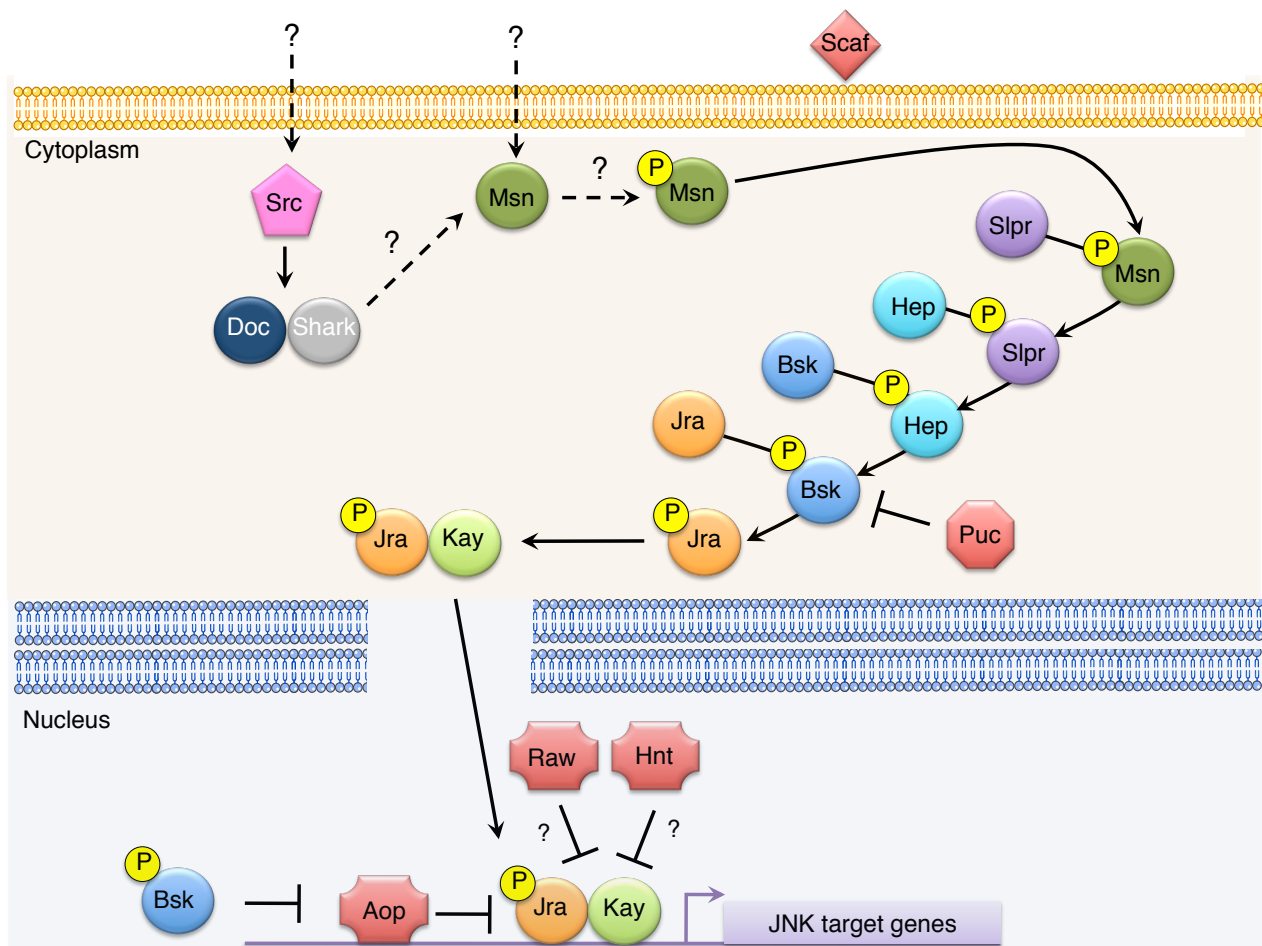 ?
?
Scaf
Cytoplasm
Src
Msn
?
P
Msn
Slpr
P
Msn
?
Doc
Shark
Hep
P
Slpr
Bsk
P
Hep
Jra
P
Bsk
P
Jra
Kay
P
Jra
Puc
Nucleus
Raw
Hnt
?
?
P
Bsk
Aop
P
Jra
Kay
JNK target genes